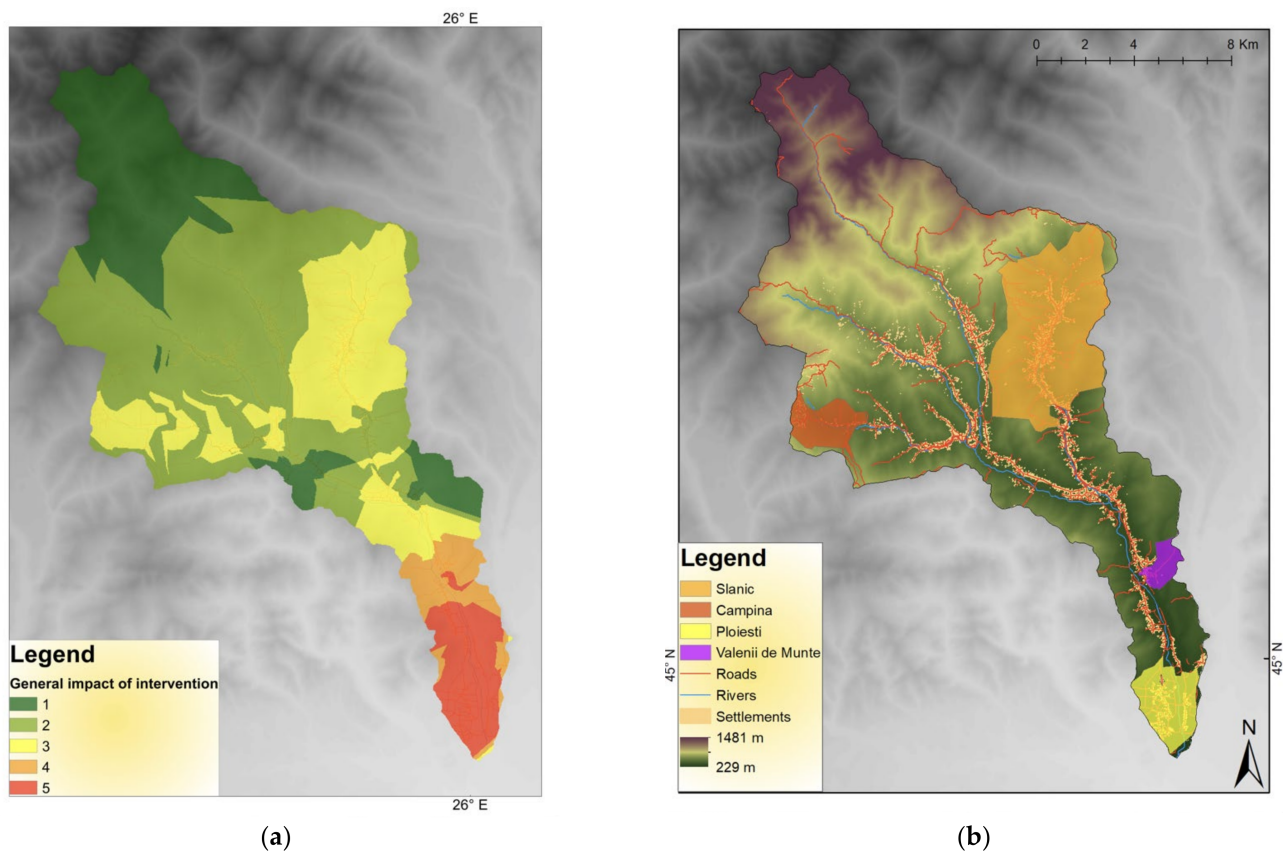 26° E
Legend
General impact of intervention
1
2
3
4
5
26° E
(a)
0 2 4 8 Km
Legend
Slanic
Campina
Ploiesti
Valenii de Munte
Roads
Rivers
Settlements
1481 m
229 m
45° N
45° N
N
(b)